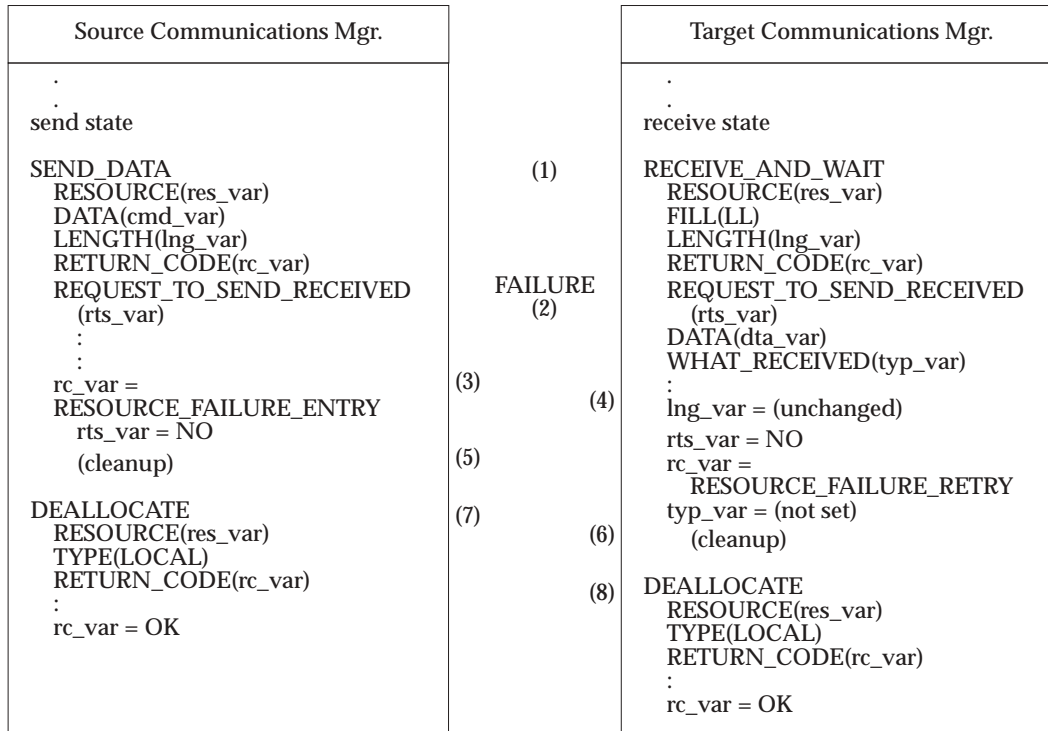 Source Communications Mgr.
.
.
send state
SEND_DATA
RESOURCE(res_var)
DATA(cmd_var)
LENGTH(lng_var)
RETURN_CODE(rc_var)
REQUEST_TO_SEND_RECEIVED
(rts_var)
:
:
rc_var =
RESOURCE_FAILURE_ENTRY
rts_var = NO
(cleanup)
DEALLOCATE
RESOURCE(res_var)
TYPE(LOCAL)
RETURN_CODE(rc_var)
:
rc_var = OK
(1)
FAILURE
(2)
(3)
(4)
(5)
(6)
(7)
(8)
Target Communications Mgr.
.
.
receive state
RECEIVE_AND_WAIT
RESOURCE(res_var)
FILL(LL)
LENGTH(lng_var)
RETURN_CODE(rc_var)
REQUEST_TO_SEND_RECEIVED
(rts_var)
DATA(dta_var)
WHAT_RECEIVED(typ_var)
:
lng_var = (unchanged)
rts_var = NO
rc_var =
RESOURCE_FAILURE_RETRY
typ_var = (not set)
(cleanup)
DEALLOCATE
RESOURCE(res_var)
TYPE(LOCAL)
RETURN_CODE(rc_var)
:
rc_var = OK